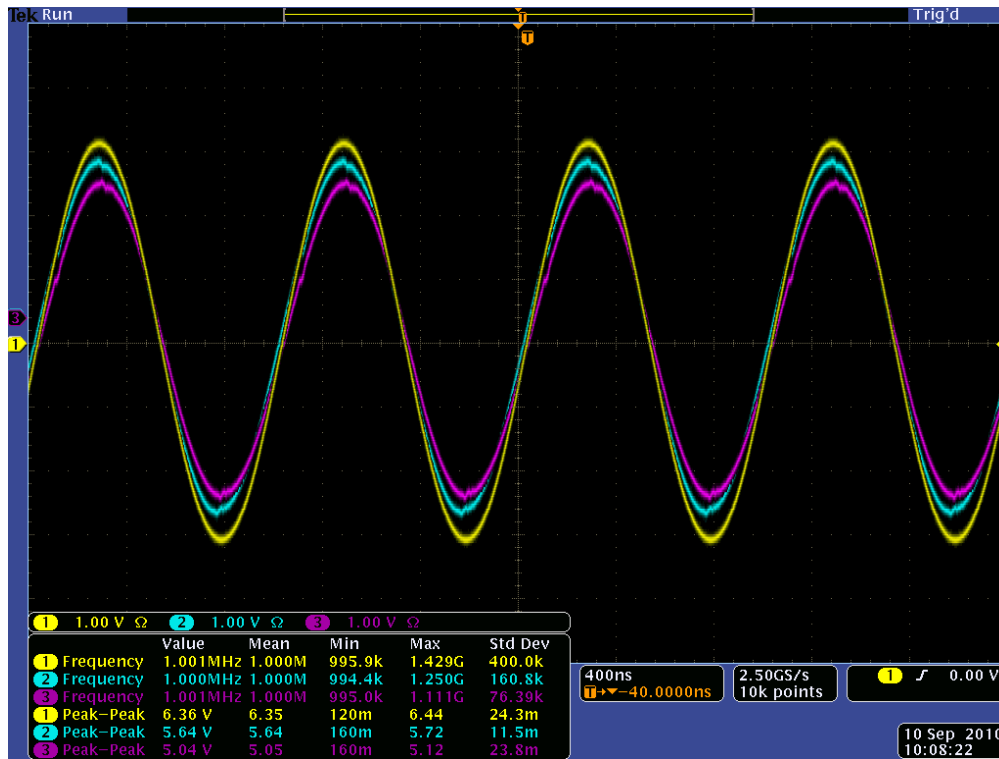 Tek Run Trig'd
T
T
3
1
1 1.00 V Ω 2 1.00 V Ω 3 1.00 V Ω
Value Mean Min Max Std Dev
1 Frequency 1.001MHz 1.000M 995.9k 1.429G 400.0k
2 Frequency 1.000MHz 1.000M 994.4k 1.250G 160.8k
3 Frequency 1.001MHz 1.000M 995.0k 1.111G 76.39k
1 Peak–Peak 6.36 V 6.35 120m 6.44 24.3m
2 Peak–Peak 5.64 V 5.64 160m 5.72 11.5m
3 Peak–Peak 5.04 V 5.05 160m 5.12 23.8m
400ns
T→▼−40.0000ns
2.50GS/s
10k points
1 ∫ 0.00 V
10 Sep 2010
10:08:22